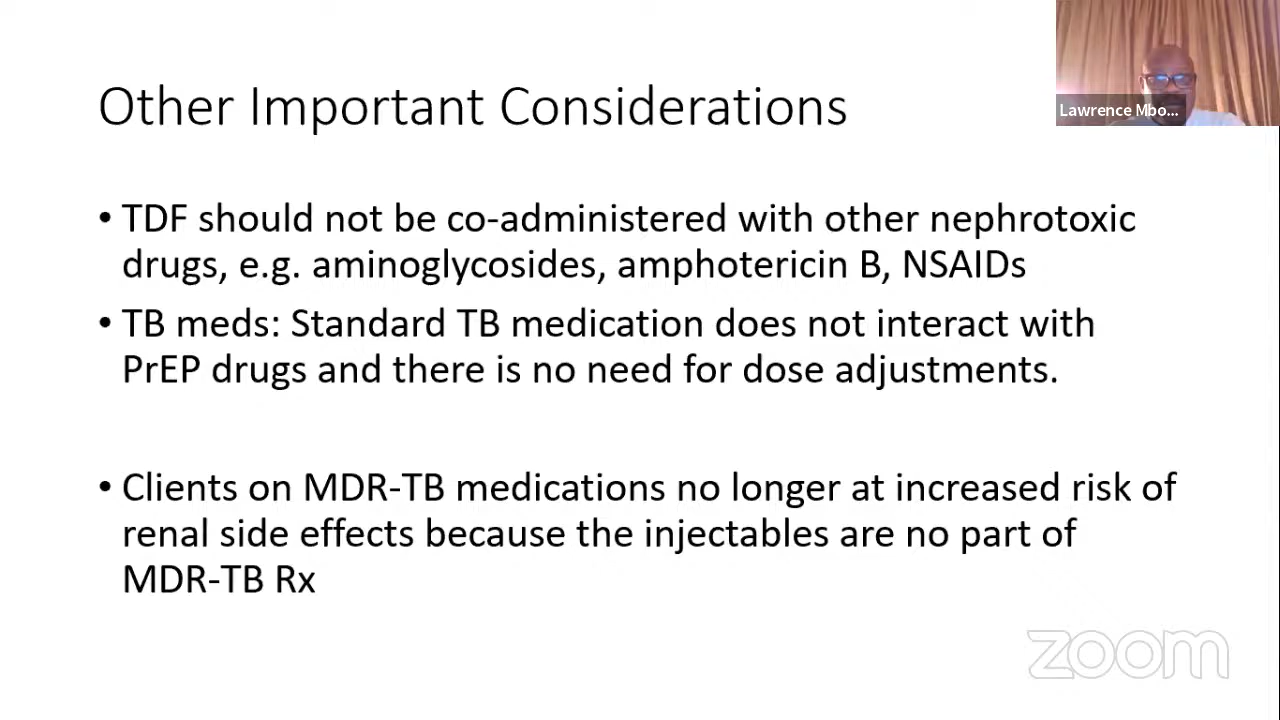 Other Important Considerations
Lawrence Mbo...
• TDF should not be co-administered with other nephrotoxic
drugs, e.g. aminoglycosides, amphotericin B, NSAIDs
• TB meds: Standard TB medication does not interact with
PrEP drugs and there is no need for dose adjustments.
• Clients on MDR-TB medications no longer at increased risk of
renal side effects because the injectables are no part of
MDR-TB Rx
zoom